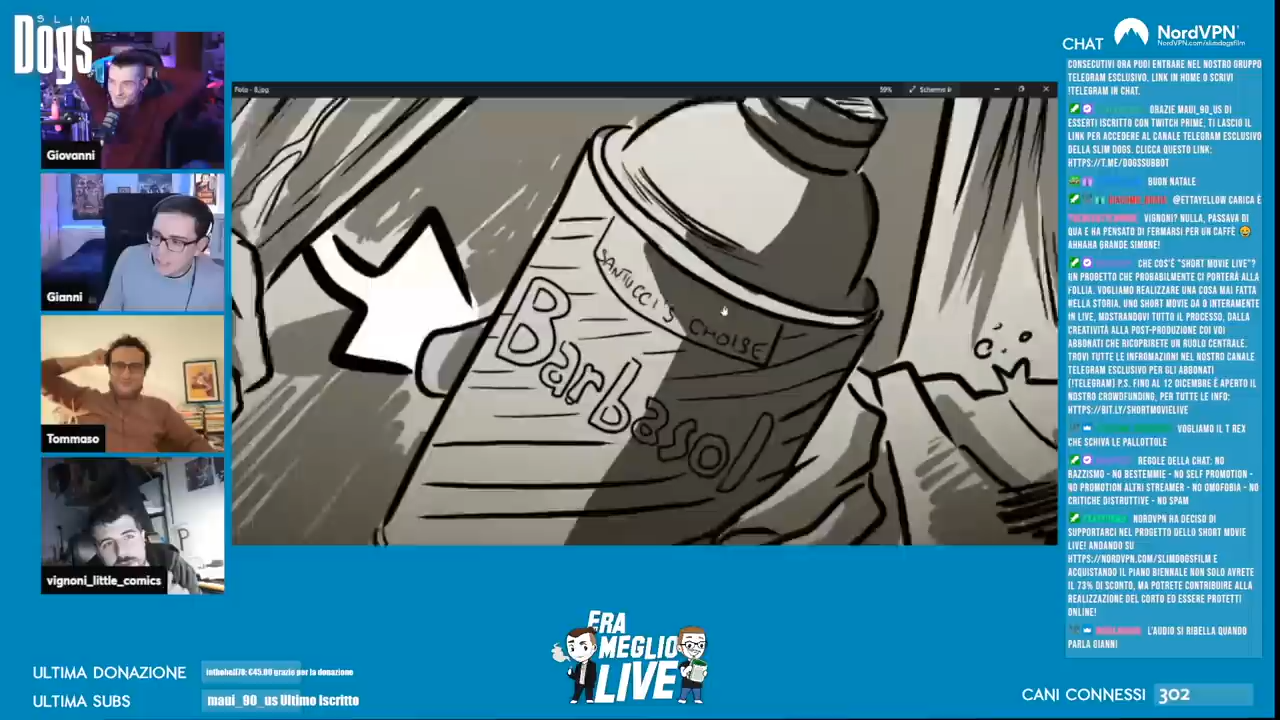 SLIM
Dogs
Giovanni
Gianni
Tommaso
vignoni_little_comics
Foto - 8.jpg
59%
SANTUCCI'S CHOISE
Barbasol
CHAT
NordVPN
NordVPN.com/slimdogsfilm
CONSECUTIVI ORA PUOI ENTRARE NEL NOSTRO GRUPPO
TELEGRAM ESCLUSIVO. LINK IN HOME O SCRIVI
!TELEGRAM IN CHAT.
GRAZIE MAUI_90_US DI
ESSERTI ISCRITTO CON TWITCH PRIME, TI LASCIO IL
LINK PER ACCEDERE AL CANALE TELEGRAM ESCLUSIVO
DELLA SLIM DOGS. CLICCA QUESTO LINK:
HTTPS://T.ME/DOGSSUBBOT
BUON NATALE
@ETTAYELLOW CARICA È
VIGNONI? NULLA, PASSAVA DI
QUA E HA PENSATO DI FERMARSI PER UN CAFFÈ
AHHAHA GRANDE SIMONE!
CHE COS'È "SHORT MOVIE LIVE"?
UN PROGETTO CHE PROBABILMENTE CI PORTERÀ ALLA
FOLLIA. VOGLIAMO REALIZZARE UNA COSA MAI FATTA
NELLA STORIA. UNO SHORT MOVIE DA 0 INTERAMENTE
IN LIVE, MOSTRANDOVI TUTTO IL PROCESSO, DALLA
CREATIVITÀ ALLA POST-PRODUZIONE COI VOI
ABBONATI CHE RICOPRIRETE UN RUOLO CENTRALE.
TROVI TUTTE LE INFROMAZINI NEL NOSTRO CANALE
TELEGRAM ESCLUSIVO PER GLI ABBONATI
(!TELEGRAM) P.S. FINO AL 12 DICEMBRE È APERTO IL
NOSTRO CROWDFUNDING, PER TUTTE LE INFO:
HTTPS://BIT.LY/SHORTMOVIELIVE
VOGLIAMO IL T REX
CHE SCHIVA LE PALLOTTOLE
REGOLE DELLA CHAT: NO
RAZZISMO - NO BESTEMMIE - NO SELF PROMOTION -
NO PROMOTION ALTRI STREAMER - NO OMOFOBIA - NO
CRITICHE DISTRUTTIVE - NO SPAM
NORDVPN HA DECISO DI
SUPPORTARCI NEL PROGETTO DELLO SHORT MOVIE
LIVE! ANDANDO SU
HTTPS://NORDVPN.COM/SLIMDOGSFILM E
ACQUISTANDO IL PIANO BIENNALE NON SOLO AVRETE
IL 73% DI SCONTO, MA POTRETE CONTRIBUIRE ALLA
REALIZZAZIONE DEL CORTO ED ESSERE PROTETTI
ONLINE!
L'AUDIO SI RIBELLA QUANDO
PARLA GIANNI
ERA
MEGLIO
LIVE
ULTIMA DONAZIONE
€45.00 grazie per la donazione
ULTIMA SUBS
maui_90_us Ultimo Iscritto
CANI CONNESSI
302